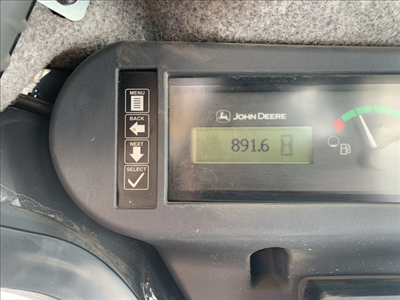 MENU
BACK
NEXT
SELECT
JOHN DEERE
891.6